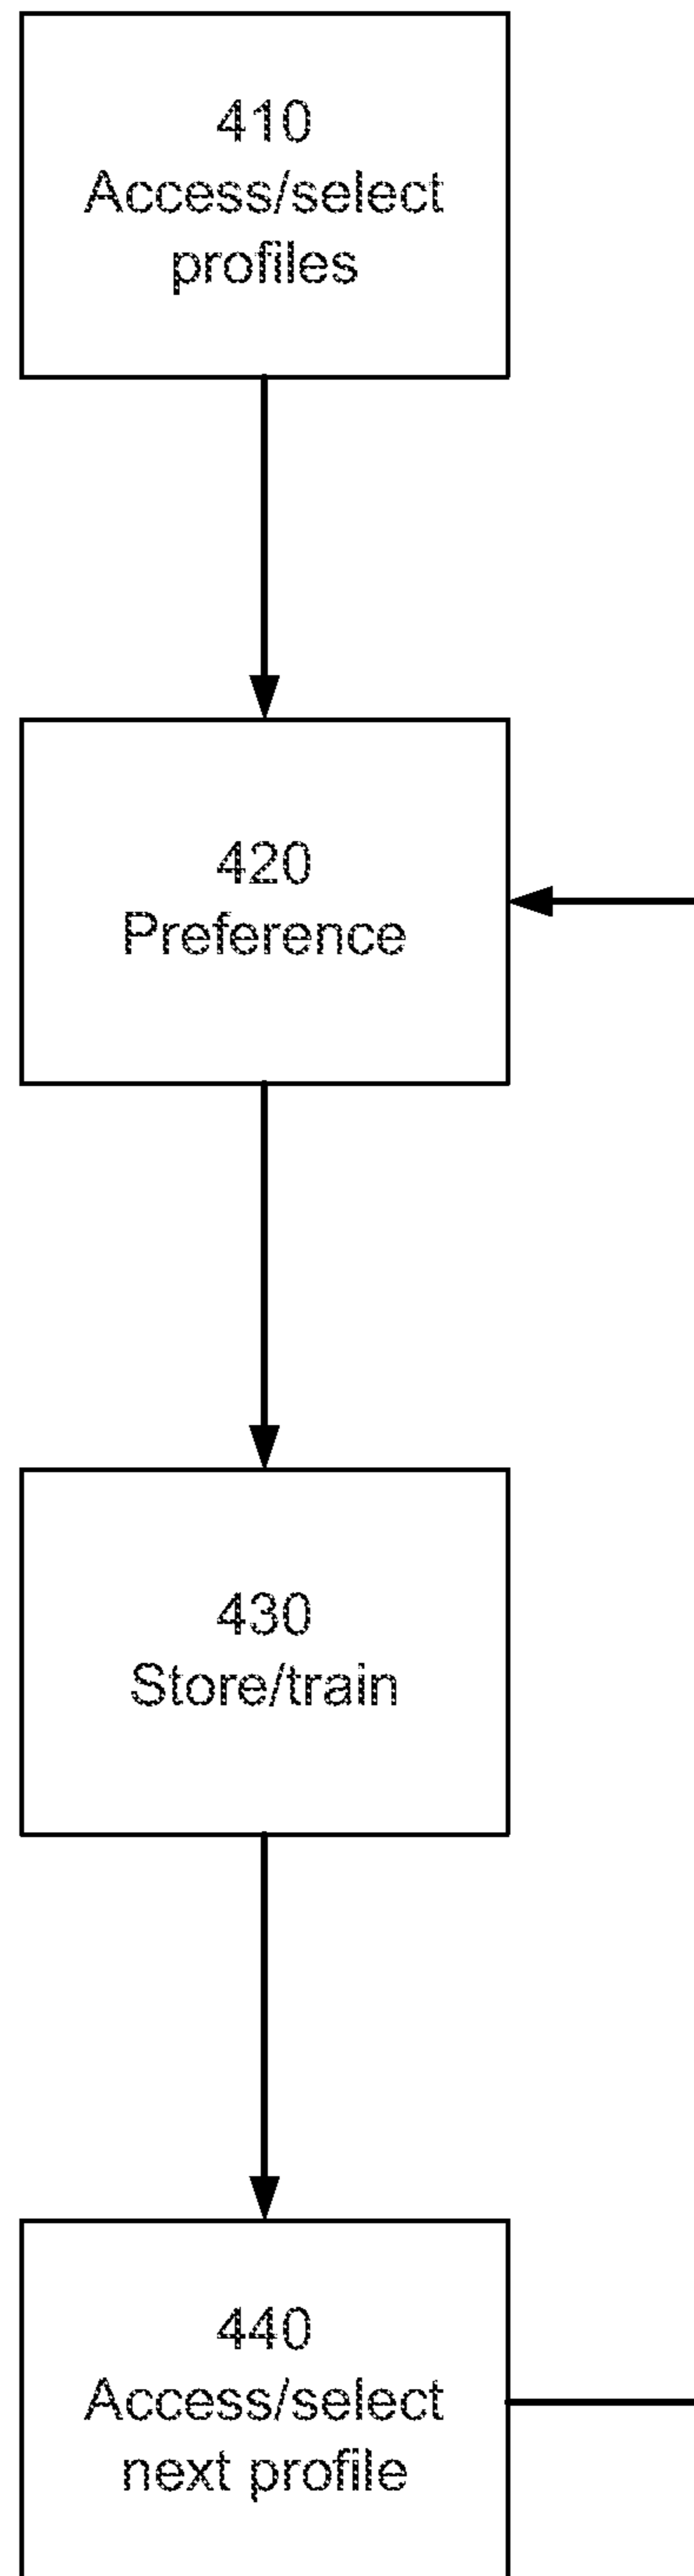 410
Access/select
profiles
420
Preference
430
Store/train
440
Access/select
next profile